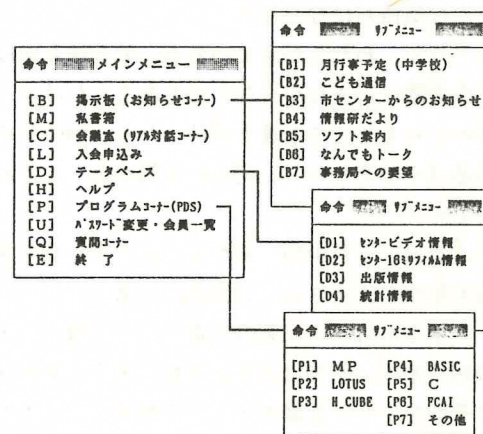 命令 メインメニュー
[B] 掲示板 (お知らせｺｰﾅｰ)
[M] 私書箱
[C] 会議室 (ﾘｱﾙ対話ｺｰﾅｰ)
[L] 入会申込み
[D] データベース
[H] ヘルプ
[P] プログラムｺｰﾅｰ(PDS)
[U] ﾊﾟｽﾜｰﾄﾞ変更・会員一覧
[Q] 質問ｺｰﾅｰ
[E] 終 了
命令 ｻﾌﾞﾒﾆｭｰ
[B1] 月行事予定 (中学校)
[B2] こども通信
[B3] 市センターからのお知らせ
[B4] 情報研だより
[B5] ソフト案内
[B6] なんでもトーク
[B7] 事務局への要望
命令 ｻﾌﾞﾒﾆｭｰ
[D1] ｾﾝﾀｰビデオ情報
[D2] ｾﾝﾀｰ16ﾐﾘﾌｨﾙﾑ情報
[D3] 出版情報
[D4] 統計情報
命令 ｻﾌﾞﾒﾆｭｰ
[P1] MP [P4] BASIC
[P2] LOTUS [P5] C
[P3] H_CUBE [P6] FCAI
[P7] その他